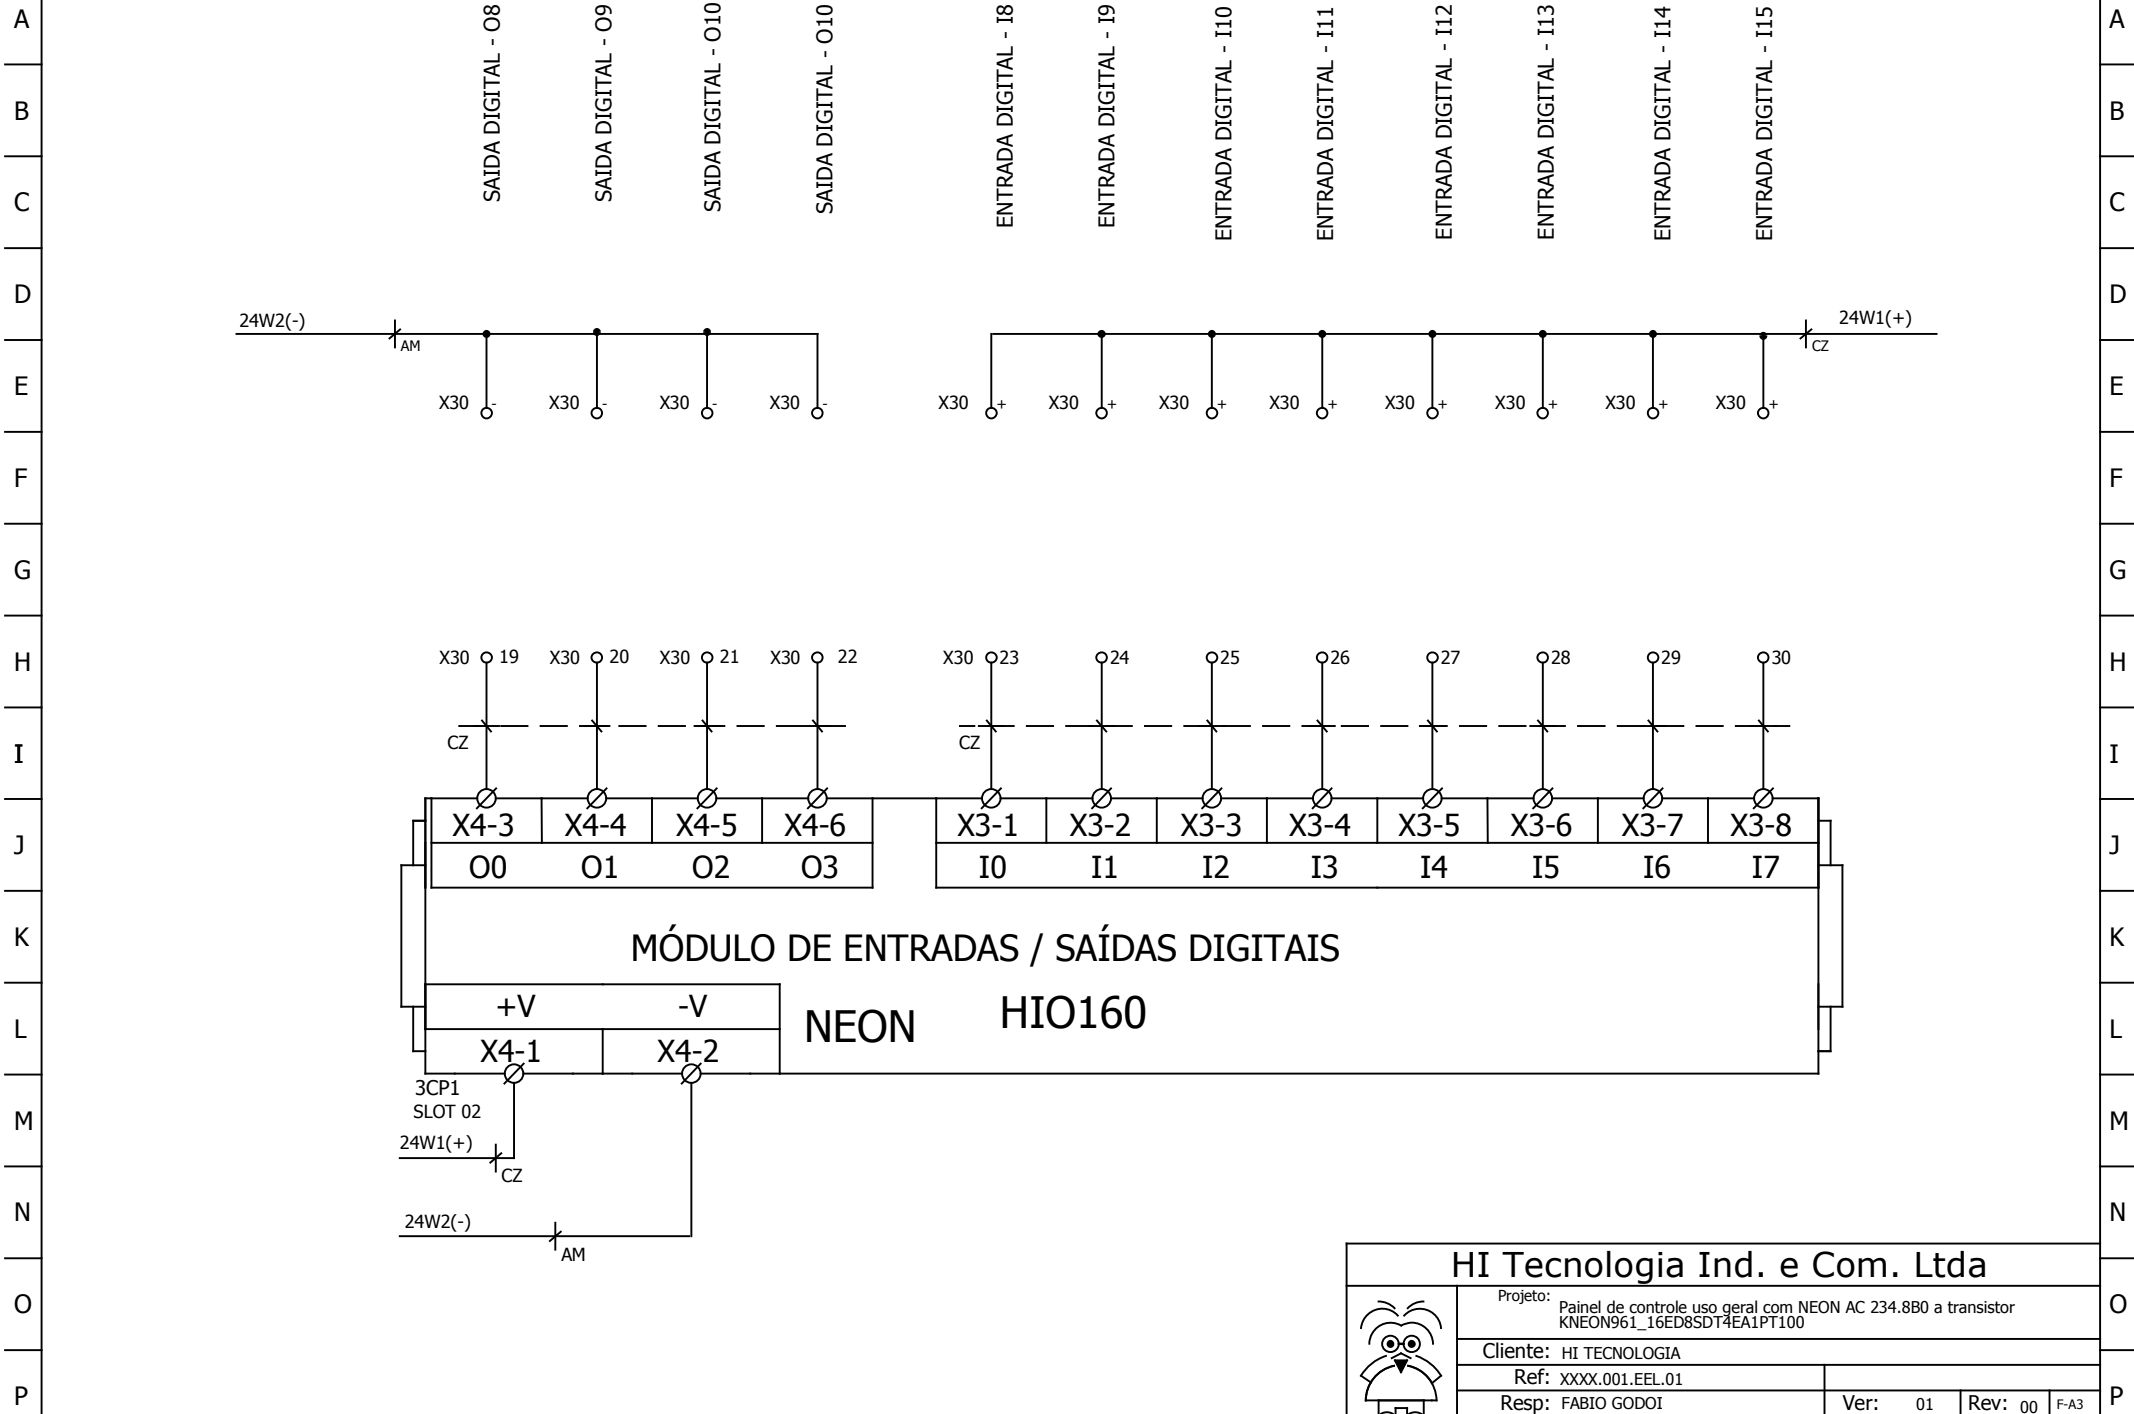 A
B
C
D
E
F
G
H
I
J
K
L
M
N
O
P
SAIDA DIGITAL - O8
SAIDA DIGITAL - O9
SAIDA DIGITAL - O10
SAIDA DIGITAL - O10
ENTRADA DIGITAL - I8
ENTRADA DIGITAL - I9
ENTRADA DIGITAL - I10
ENTRADA DIGITAL - I11
ENTRADA DIGITAL - I12
ENTRADA DIGITAL - I13
ENTRADA DIGITAL - I14
ENTRADA DIGITAL - I15
24W2(-)
AM
24W1(+)
CZ
X30 - X30 - X30 - X30 - X30 + X30 + X30 + X30 + X30 + X30 + X30 + X30 +
X30 19 X30 20 X30 21 X30 22 X30 23 24 25 26 27 28 29 30
CZ CZ
X4-3 X4-4 X4-5 X4-6 X3-1 X3-2 X3-3 X3-4 X3-5 X3-6 X3-7 X3-8
O0 O1 O2 O3 I0 I1 I2 I3 I4 I5 I6 I7
MÓDULO DE ENTRADAS / SAÍDAS DIGITAIS
+V -V
NEON HIO160
X4-1 X4-2
3CP1
SLOT 02
24W1(+)
CZ
24W2(-)
AM
HI Tecnologia Ind. e Com. Ltda
Projeto: Painel de controle uso geral com NEON AC 234.8B0 a transistor
KNEON961_16ED8SDT4EA1PT100
Cliente: HI TECNOLOGIA
Ref: XXXX.001.EEL.01
Resp: FABIO GODOI Ver: 01 Rev: 00 F-A3
A
B
C
D
E
F
G
H
I
J
K
L
M
N
O
P